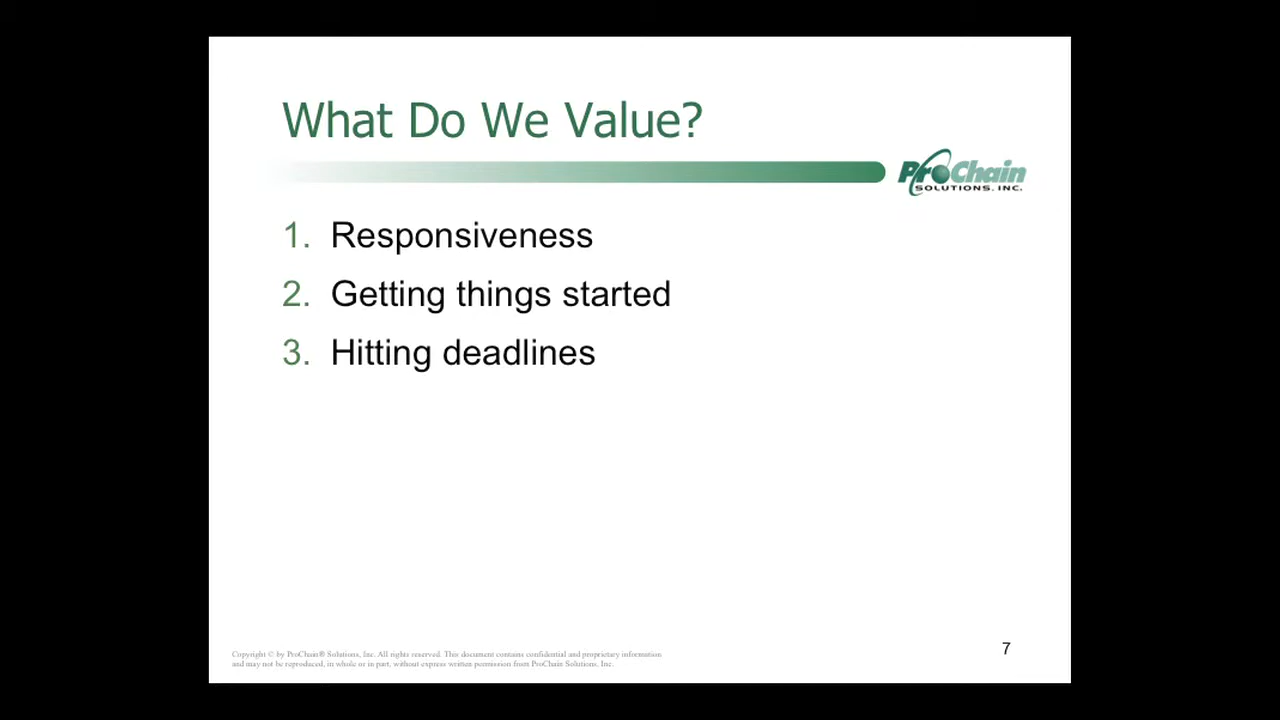 What Do We Value?
ProChain
SOLUTIONS, INC.
1. Responsiveness
2. Getting things started
3. Hitting deadlines
Copyright © by ProChain® Solutions, Inc. All rights reserved. This document contains confidential and proprietary information
and may not be reproduced, in whole or in part, without express written permission from ProChain Solutions, Inc.
7